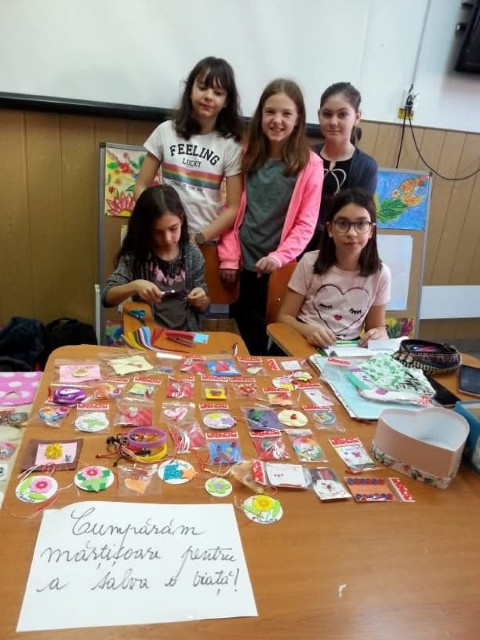 FEELING
LUCKY
Cumpărăm
mărțișoare pentru
a salva o viață!